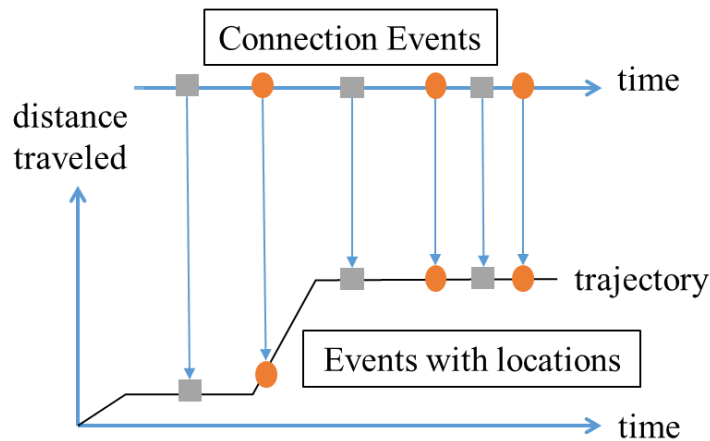 Connection Events
time
distance
traveled
trajectory
Events with locations
time